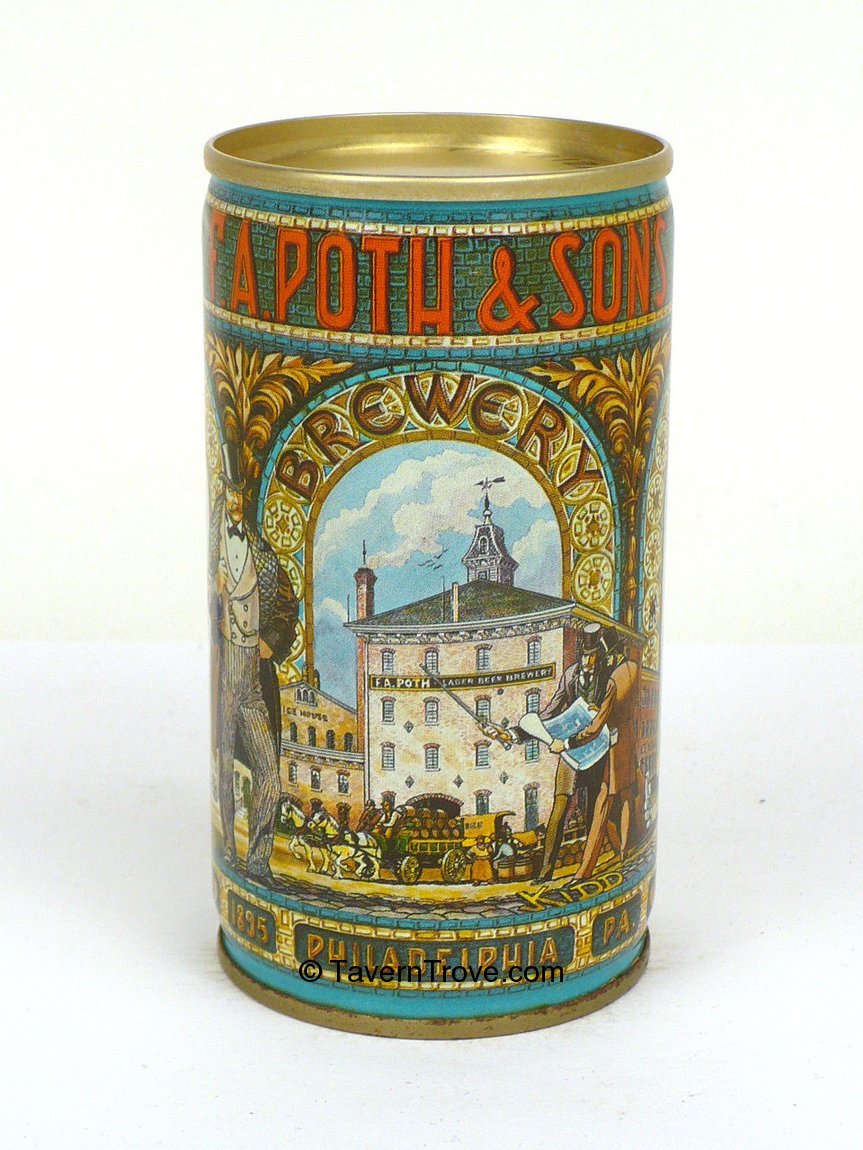 F.A. POTH & SONS
BREWERY
F.A. POTH LAGER BEER BREWERY
ICE HOUSE
KIDD
1895 PHILADELPHIA PA.
© TavernTrove.com